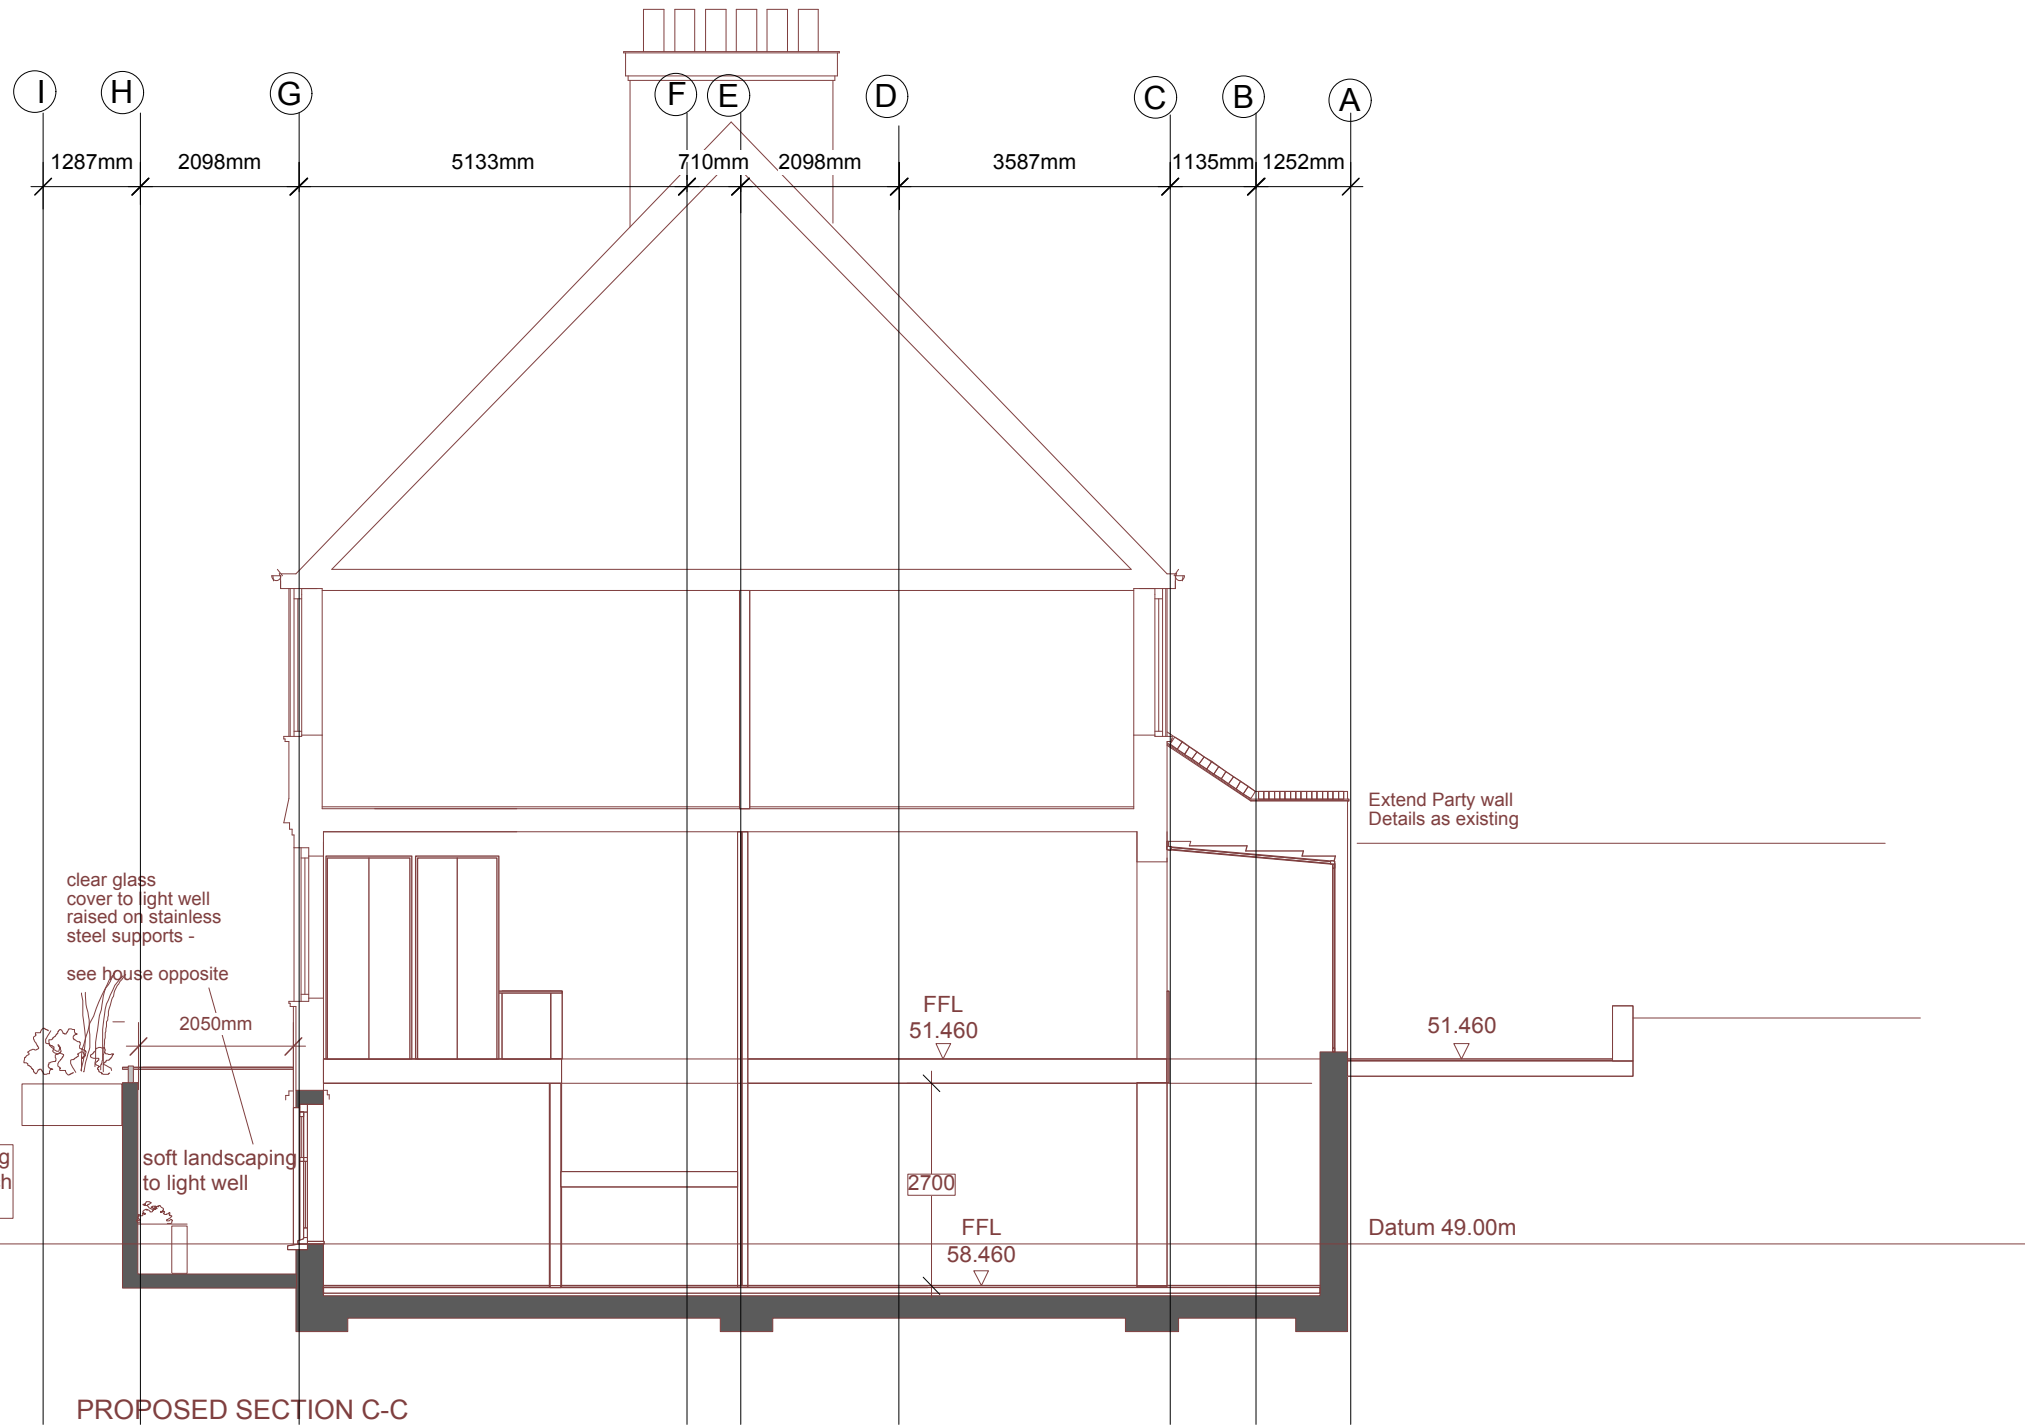 I H G F E D C B A
1287mm 2098mm 5133mm 710mm 2098mm 3587mm 1135mm 1252mm
Extend Party wall
Details as existing
clear glass
cover to light well
raised on stainless
steel supports -
see house opposite
2050mm
FFL
51.460
51.460
g
h
soft landscaping
to light well
2700
FFL
58.460
Datum 49.00m
PROPOSED SECTION C-C